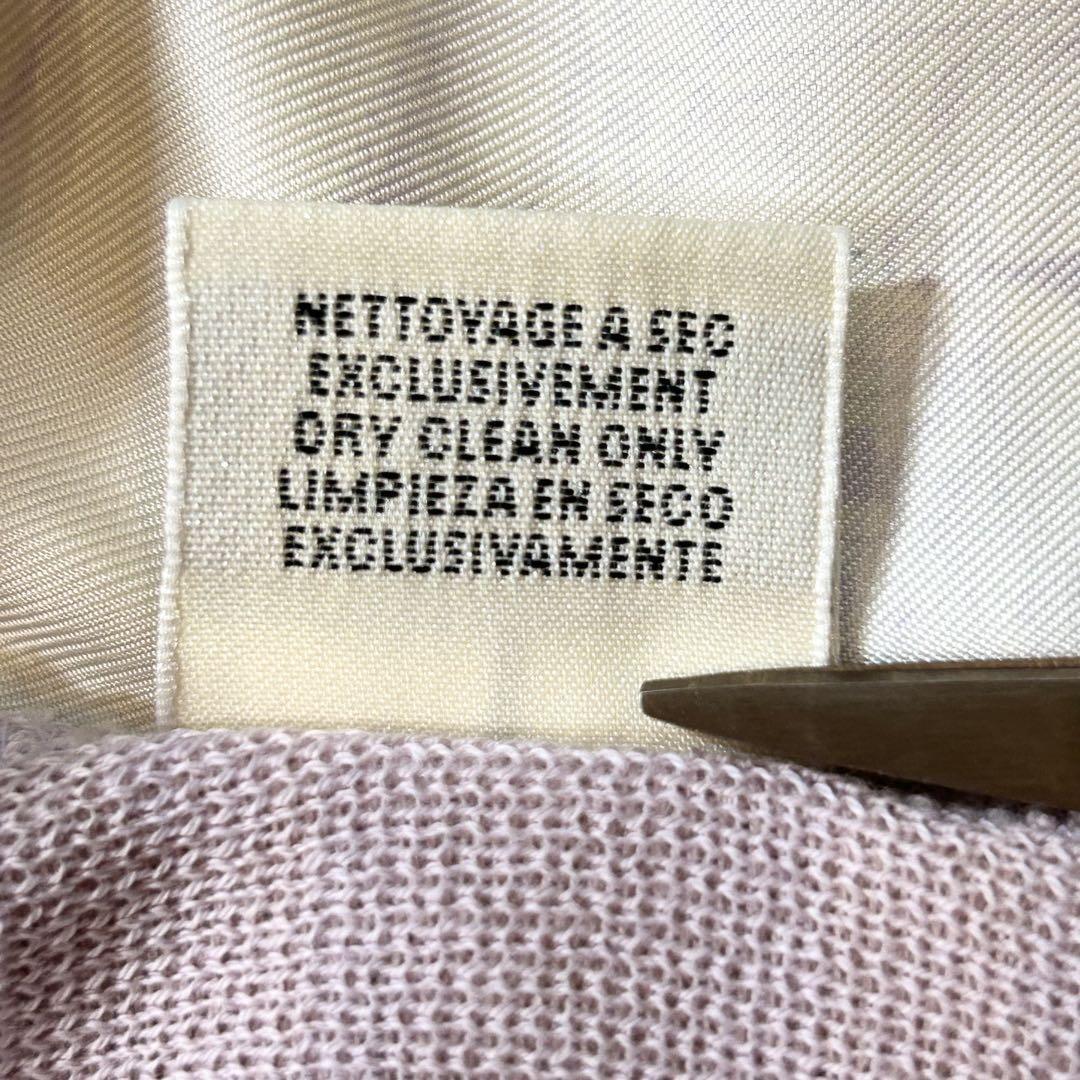 NETTOYAGE A SEC
EXCLUSIVEMENT
DRY CLEAN ONLY
LIMPIEZA EN SECO
EXCLUSIVAMENTE